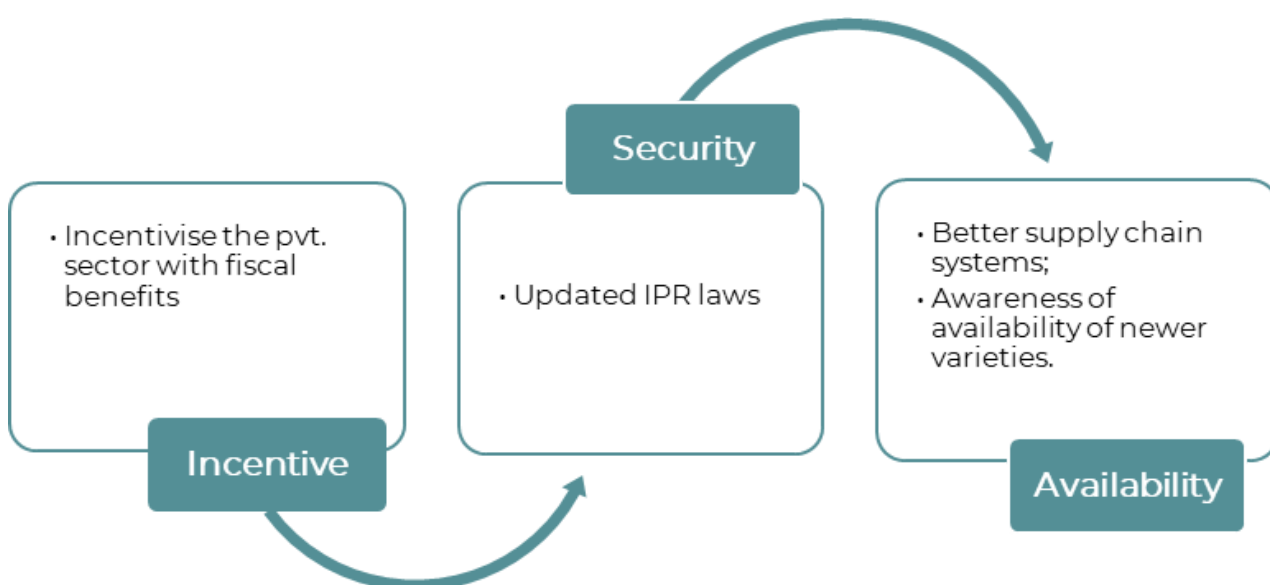 • Incentivise the pvt.
sector with fiscal
benefits
Incentive
Security
• Updated IPR laws
• Better supply chain
systems;
• Awareness of
availability of newer
varieties.
Availability